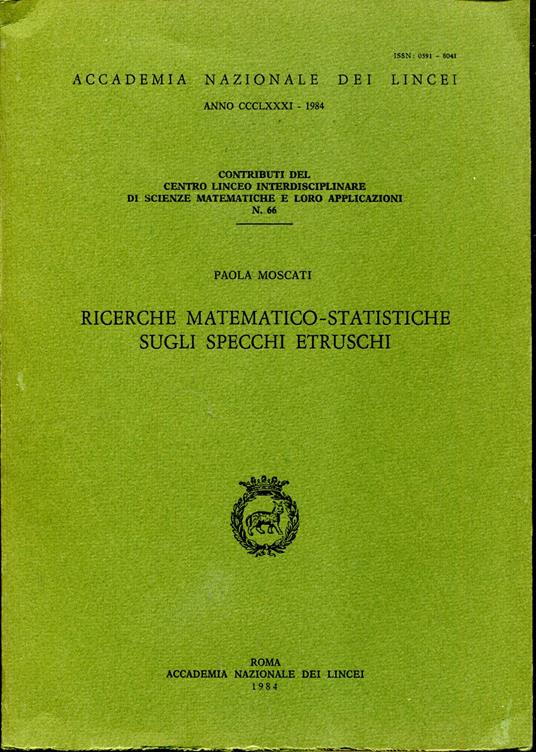 ISSN: 0391 - 8041
ACCADEMIA NAZIONALE DEI LINCEI
ANNO CCCLXXXI - 1984
CONTRIBUTI DEL
CENTRO LINCEO INTERDISCIPLINARE
DI SCIENZE MATEMATICHE E LORO APPLICAZIONI
N. 66
PAOLA MOSCATI
RICERCHE MATEMATICO-STATISTICHE
SUGLI SPECCHI ETRUSCHI
ROMA
ACCADEMIA NAZIONALE DEI LINCEI
1984